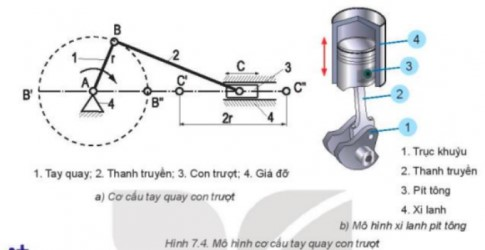 B
1
r
2
C
3
A
C'
B'
4
B"
C"
2r
4
1. Tay quay; 2. Thanh truyền; 3. Con trượt; 4. Giá đỡ
a) Cơ cấu tay quay con trượt
4
3
2
1
1. Trục khuỷu
2. Thanh truyền
3. Pít tông
4. Xi lanh
b) Mô hình xi lanh pít tông
Hình 7.4. Mô hình cơ cấu tay quay con trượt